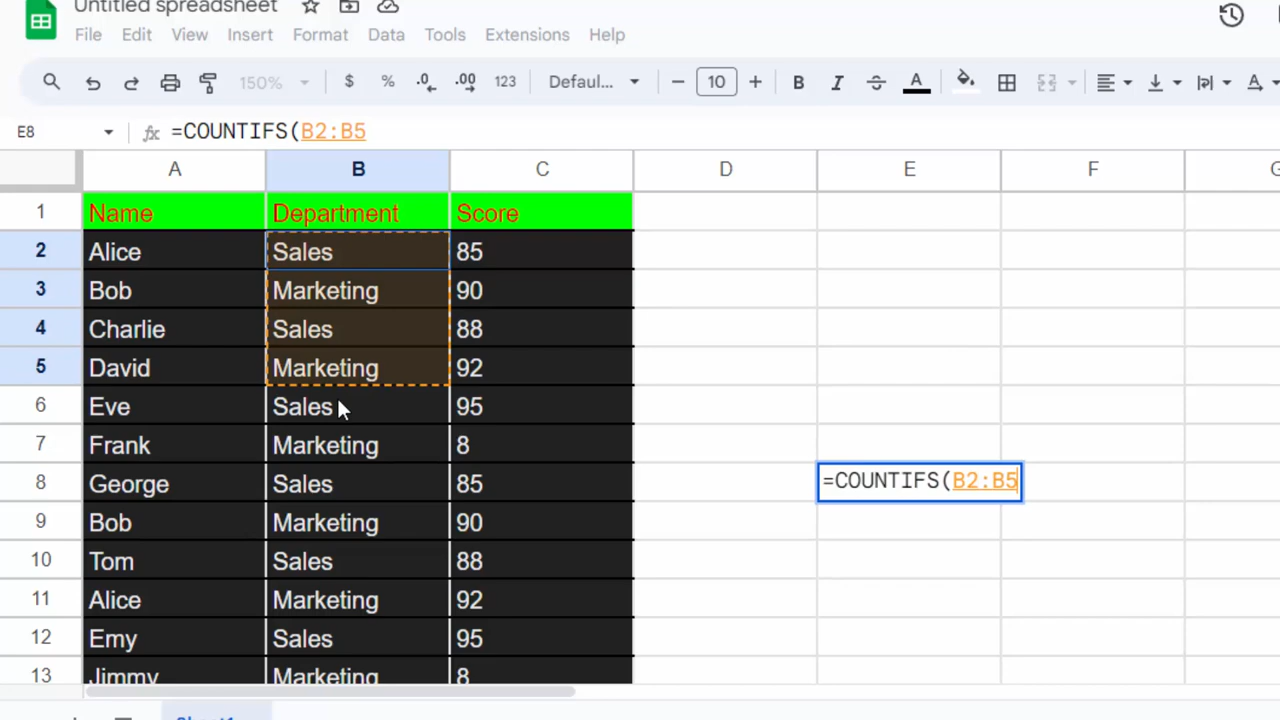 Untitled spreadsheet
File Edit View Insert Format Data Tools Extensions Help
150% $ % .0 .00 123 Defaul... − 10 + B I S A
E8 fx =COUNTIFS(B2:B5
A B C D E F G
1 Name Department Score
2 Alice Sales 85
3 Bob Marketing 90
4 Charlie Sales 88
5 David Marketing 92
6 Eve Sales 95
7 Frank Marketing 8
8 George Sales 85 =COUNTIFS(B2:B5
9 Bob Marketing 90
10 Tom Sales 88
11 Alice Marketing 92
12 Emy Sales 95
13 Jimmy Marketing 8
Sheet1